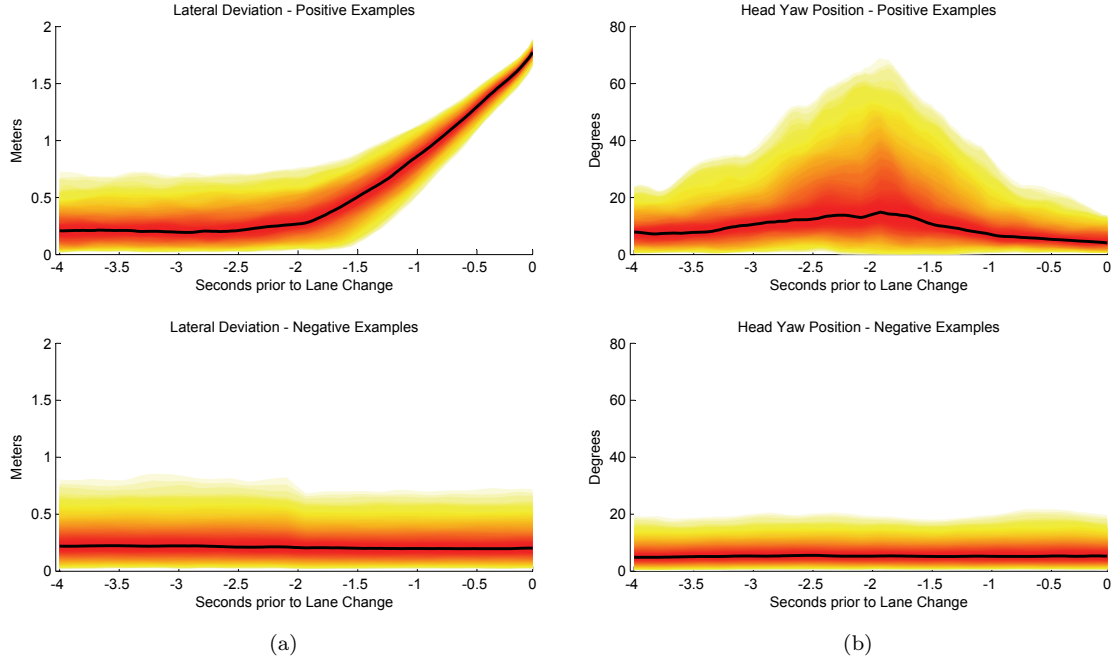 Lateral Deviation - Positive Examples
Meters
2
1.5
1
0.5
0
-4 -3.5 -3 -2.5 -2 -1.5 -1 -0.5 0
Seconds prior to Lane Change
Head Yaw Position - Positive Examples
Degrees
80
60
40
20
0
-4 -3.5 -3 -2.5 -2 -1.5 -1 -0.5 0
Seconds prior to Lane Change
Lateral Deviation - Negative Examples
Meters
2
1.5
1
0.5
0
-4 -3.5 -3 -2.5 -2 -1.5 -1 -0.5 0
Seconds prior to Lane Change
Head Yaw Position - Negative Examples
Degrees
80
60
40
20
0
-4 -3.5 -3 -2.5 -2 -1.5 -1 -0.5 0
Seconds prior to Lane Change
(a)
(b)